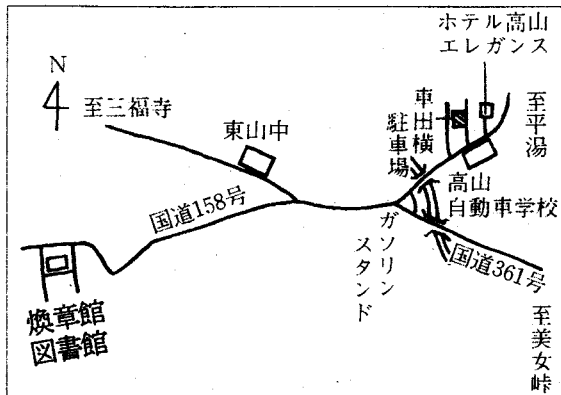 ホテル高山
エレガンス
N
至三福寺
東山中
車田横
駐車場
至平湯
高山
自動車学校
国道158号
ガソリン
スタンド
国道361号
煥章館
図書館
至美女峠